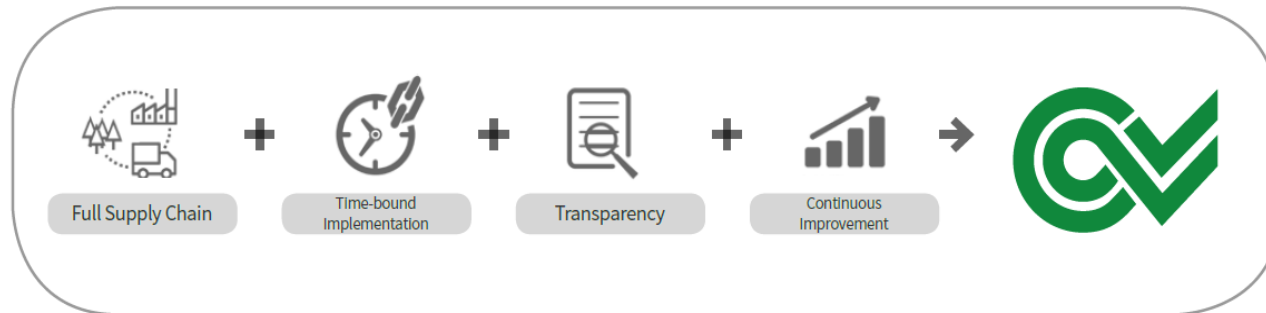 Full Supply Chain
Time-bound
Implementation
Transparency
Continuous
Improvement